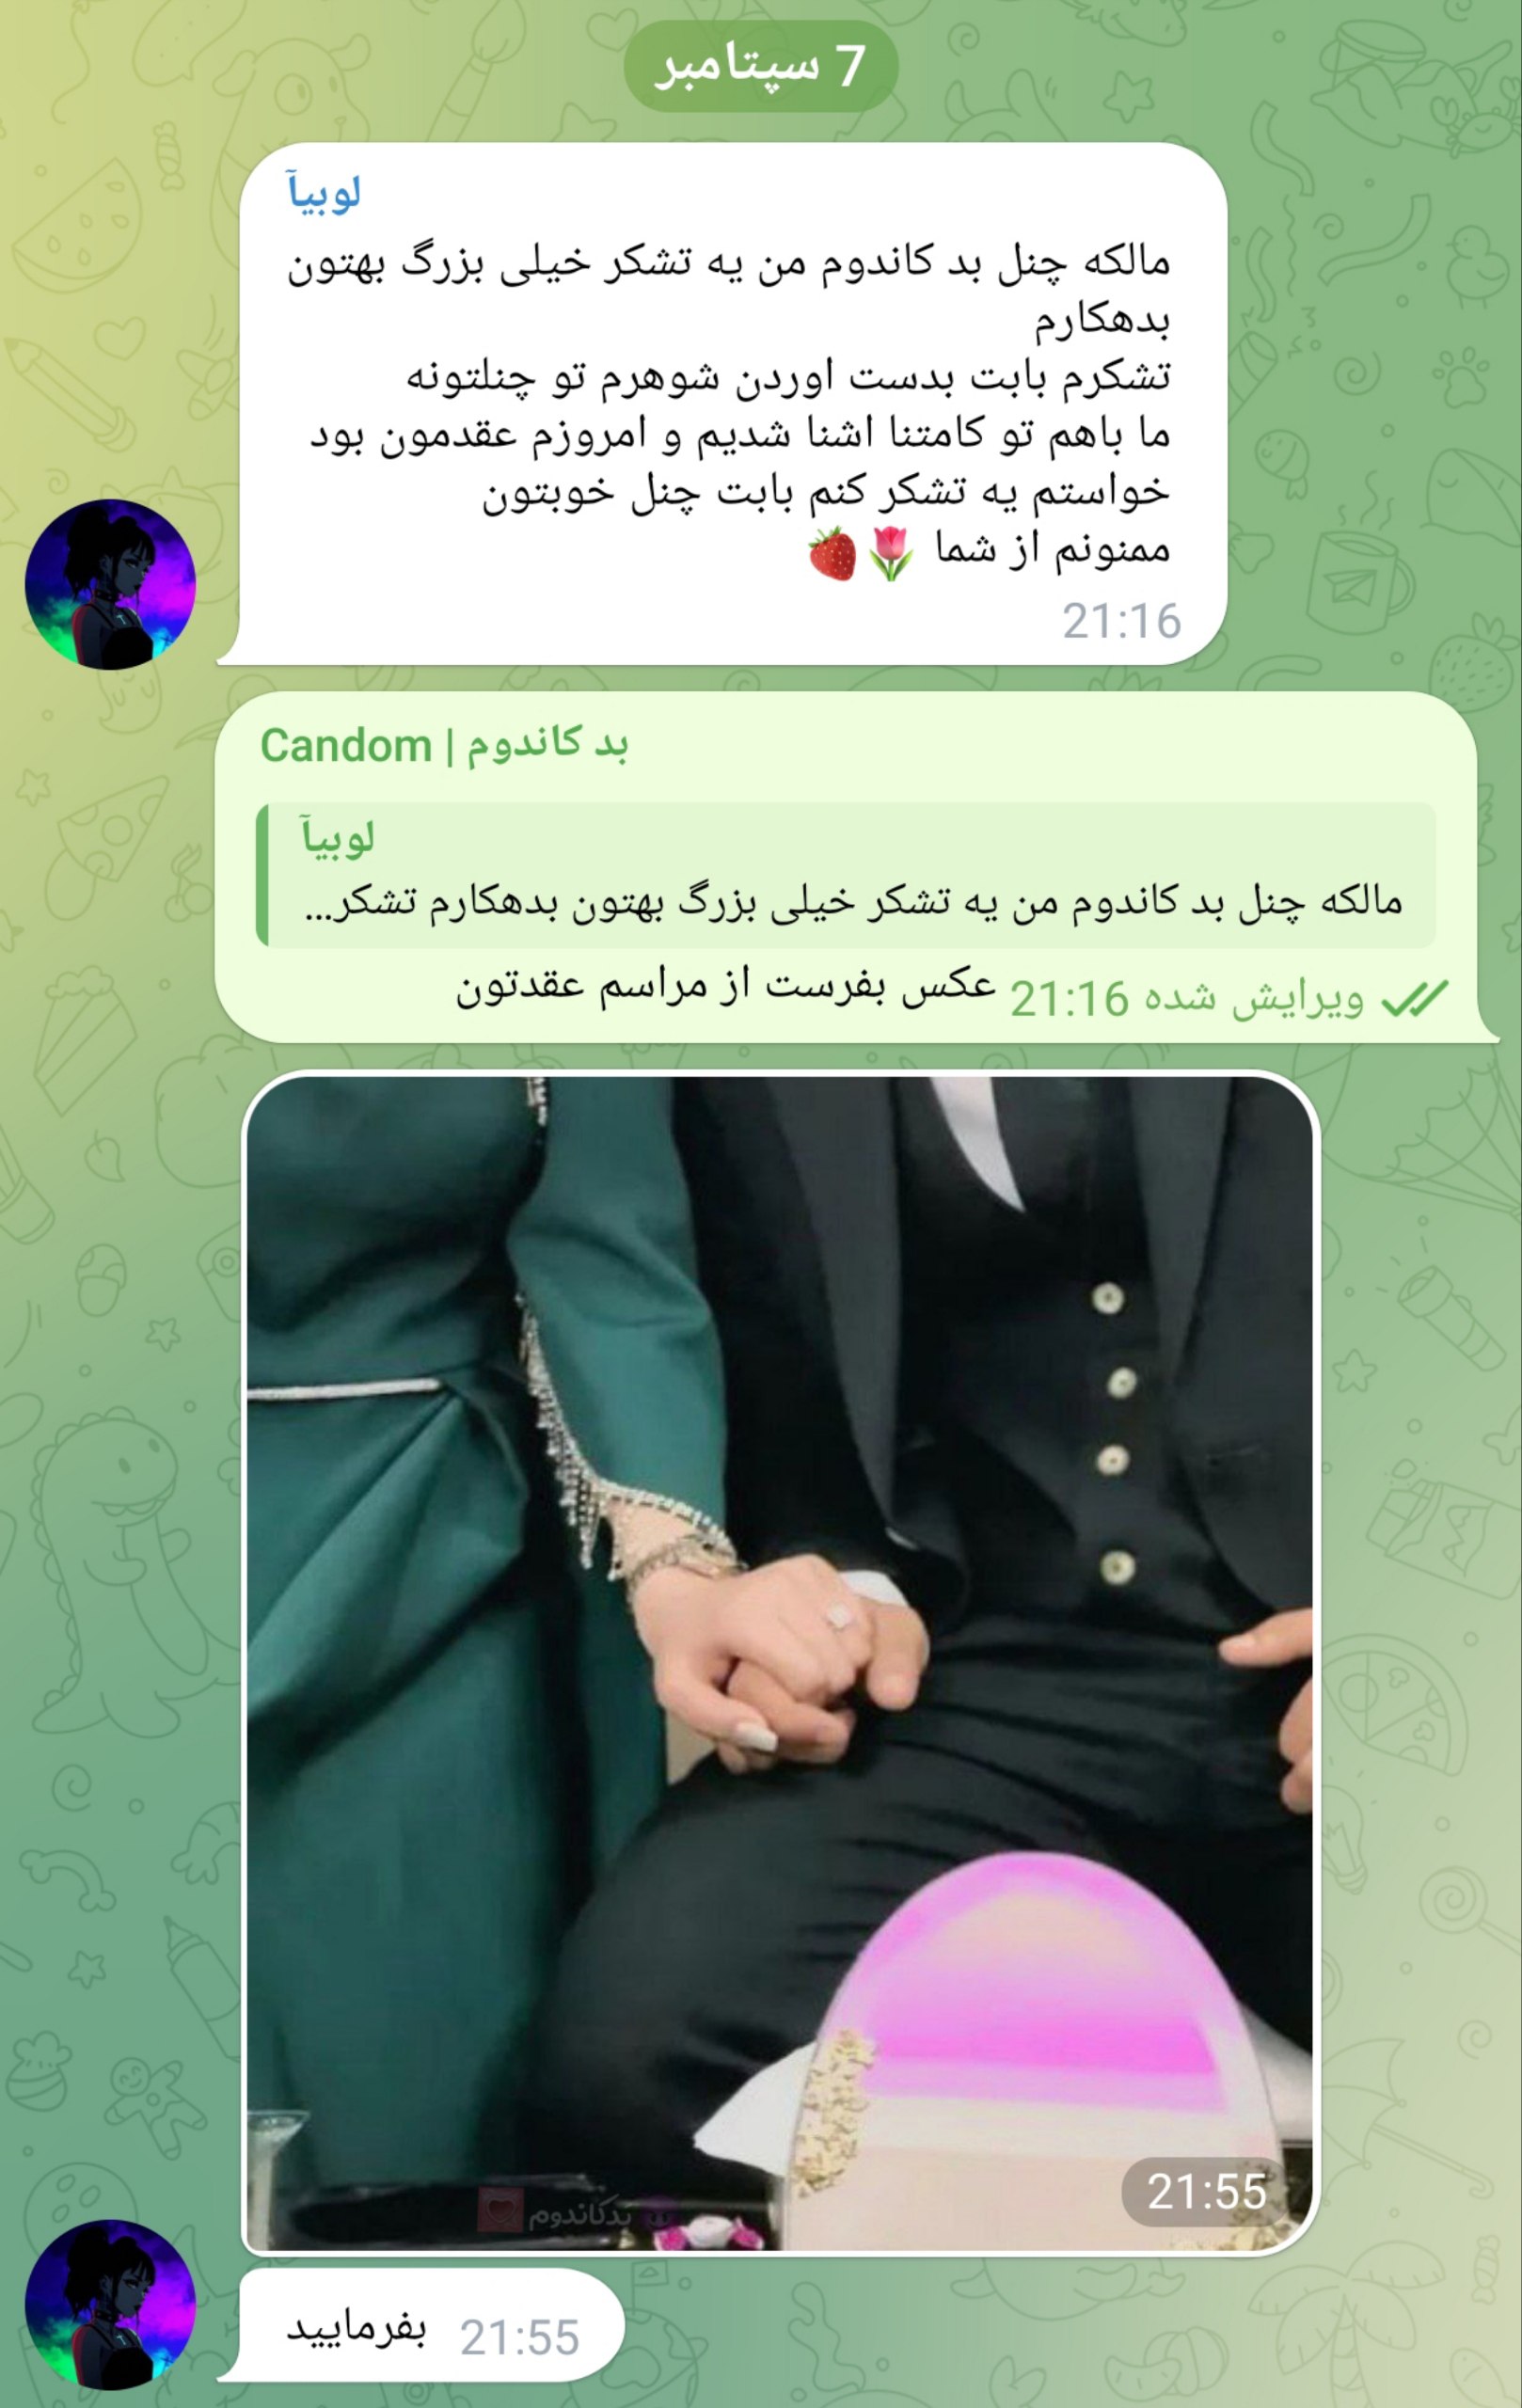 7 سپتامبر
لوبیآ
مالکه چنل بد کاندوم من یه تشکر خیلی بزرگ بهتون
بدهکارم
تشکرم بابت بدست اوردن شوهرم تو چنلتونه
ما باهم تو کامتنا اشنا شدیم و امروزم عقدمون بود
خواستم یه تشکر کنم بابت چنل خوبتون
ممنونم از شما 🌷🍓
21:16
بد کاندوم | Candom
لوبیآ
مالکه چنل بد کاندوم من یه تشکر خیلی بزرگ بهتون بدهکارم تشکر...
عکس بفرست از مراسم عقدتون
ویرایش شده 21:16
بدکاندوم
21:55
بفرمایید 21:55